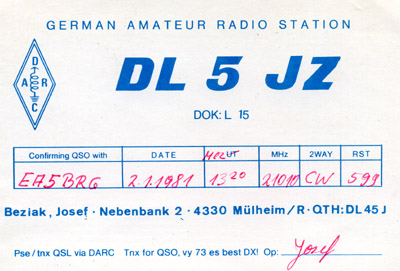 GERMAN AMATEUR RADIO STATION
DARC
DL 5 JZ
DOK: L 15
Confirming QSO with DATE UT MHz 2WAY RST
EA5BRG 2.1.1981 13 20 21010 CW 599
Beziak, Josef · Nebenbank 2 · 4330 Mülheim/R · QTH: DL 45 J
Pse/tnx QSL via DARC Tnx for QSO, vy 73 es best DX! Op: Josef